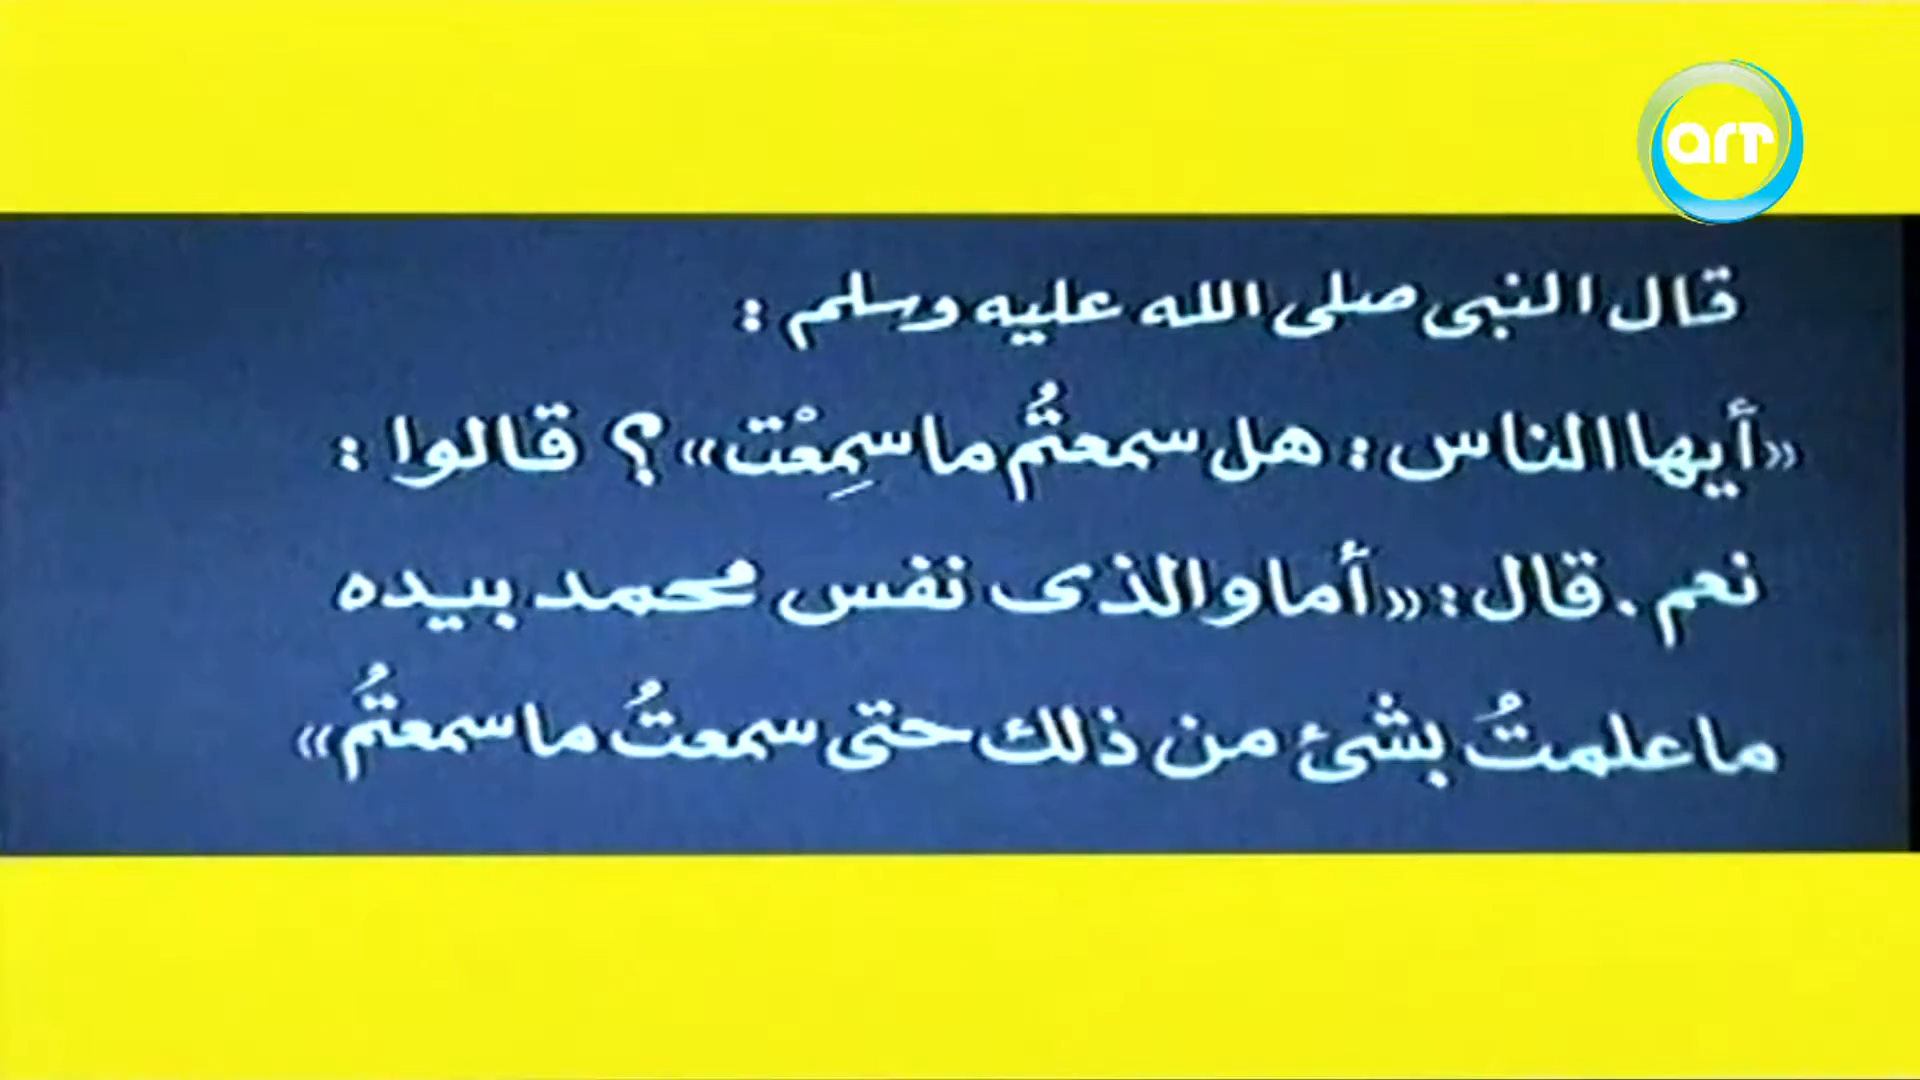 art
قال النبى صلى الله عليه وسلم :
«أيها الناس : هل سمعتُم ما سمِعْت» ؟ قالوا :
نعم . قال : «أما والذى نفس محمد بيده
ما علمتُ بشئ من ذلك حتى سمعتُ ما سمعتُم»